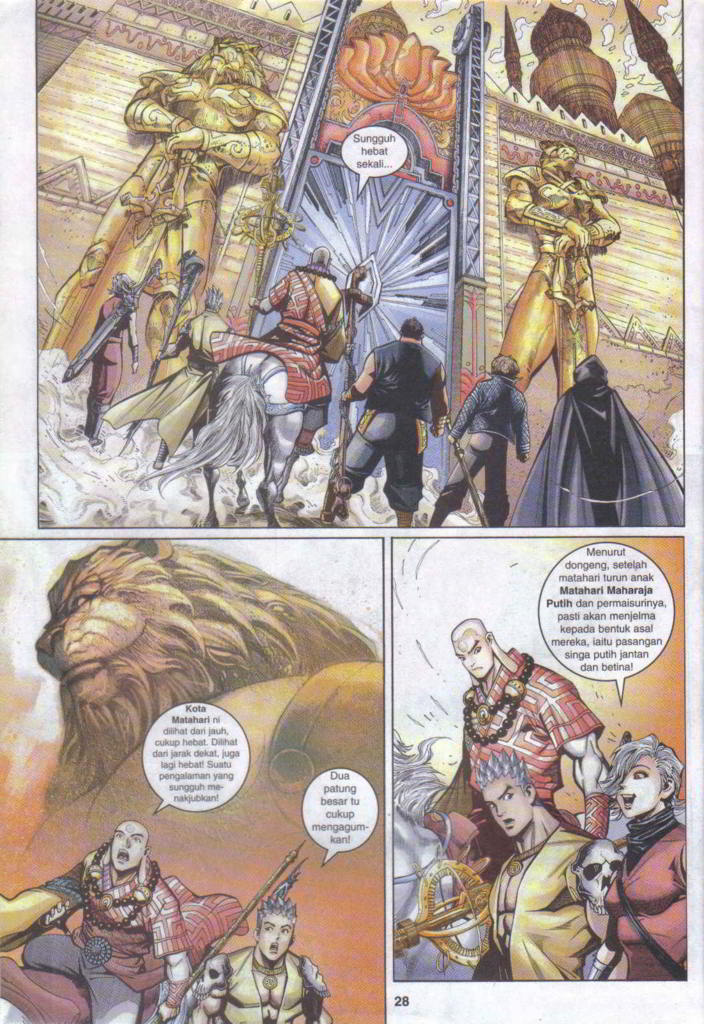 Sungguh
hebat
sekali...
Kota
Matahari ni
dilihat dari jauh,
cukup hebat. Dilihat
dari jarak dekat, juga
lagi hebat! Suatu
pengalaman yang
sungguh me-
nakjubkan!
Dua
patung
besar tu
cukup
mengagum-
kan!
Menurut
dongeng, setelah
matahari turun anak
Matahari Maharaja
Putih dan permaisurinya,
pasti akan menjelma
kepada bentuk asal
mereka, iaitu pasangan
singa putih jantan
dan betina!
28